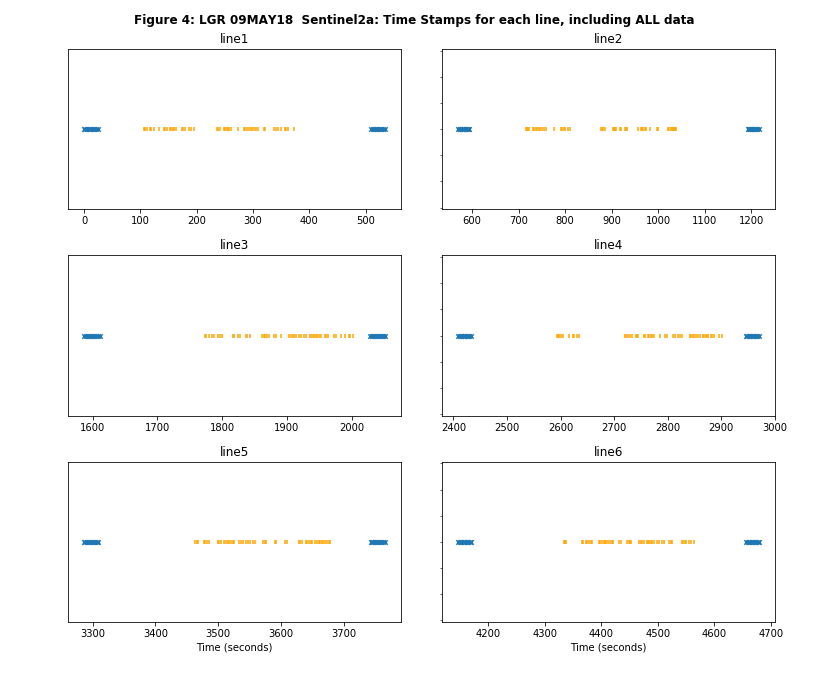 Figure 4: LGR 09MAY18  Sentinel2a: Time Stamps for each line, including ALL data
line1
line2
0 100 200 300 400 500
600 700 800 900 1000 1100 1200
line3
line4
1600 1700 1800 1900 2000
2400 2500 2600 2700 2800 2900 3000
line5
line6
3300 3400 3500 3600 3700
4200 4300 4400 4500 4600 4700
Time (seconds)
Time (seconds)